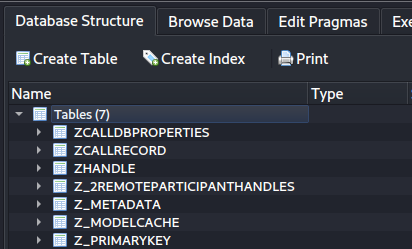 Database Structure Browse Data Edit Pragmas Exe
Create Table Create Index Print
Name Type
Tables (7)
ZCALLDBPROPERTIES
ZCALLRECORD
ZHANDLE
Z_2REMOTEPARTICIPANTHANDLES
Z_METADATA
Z_MODELCACHE
Z_PRIMARYKEY